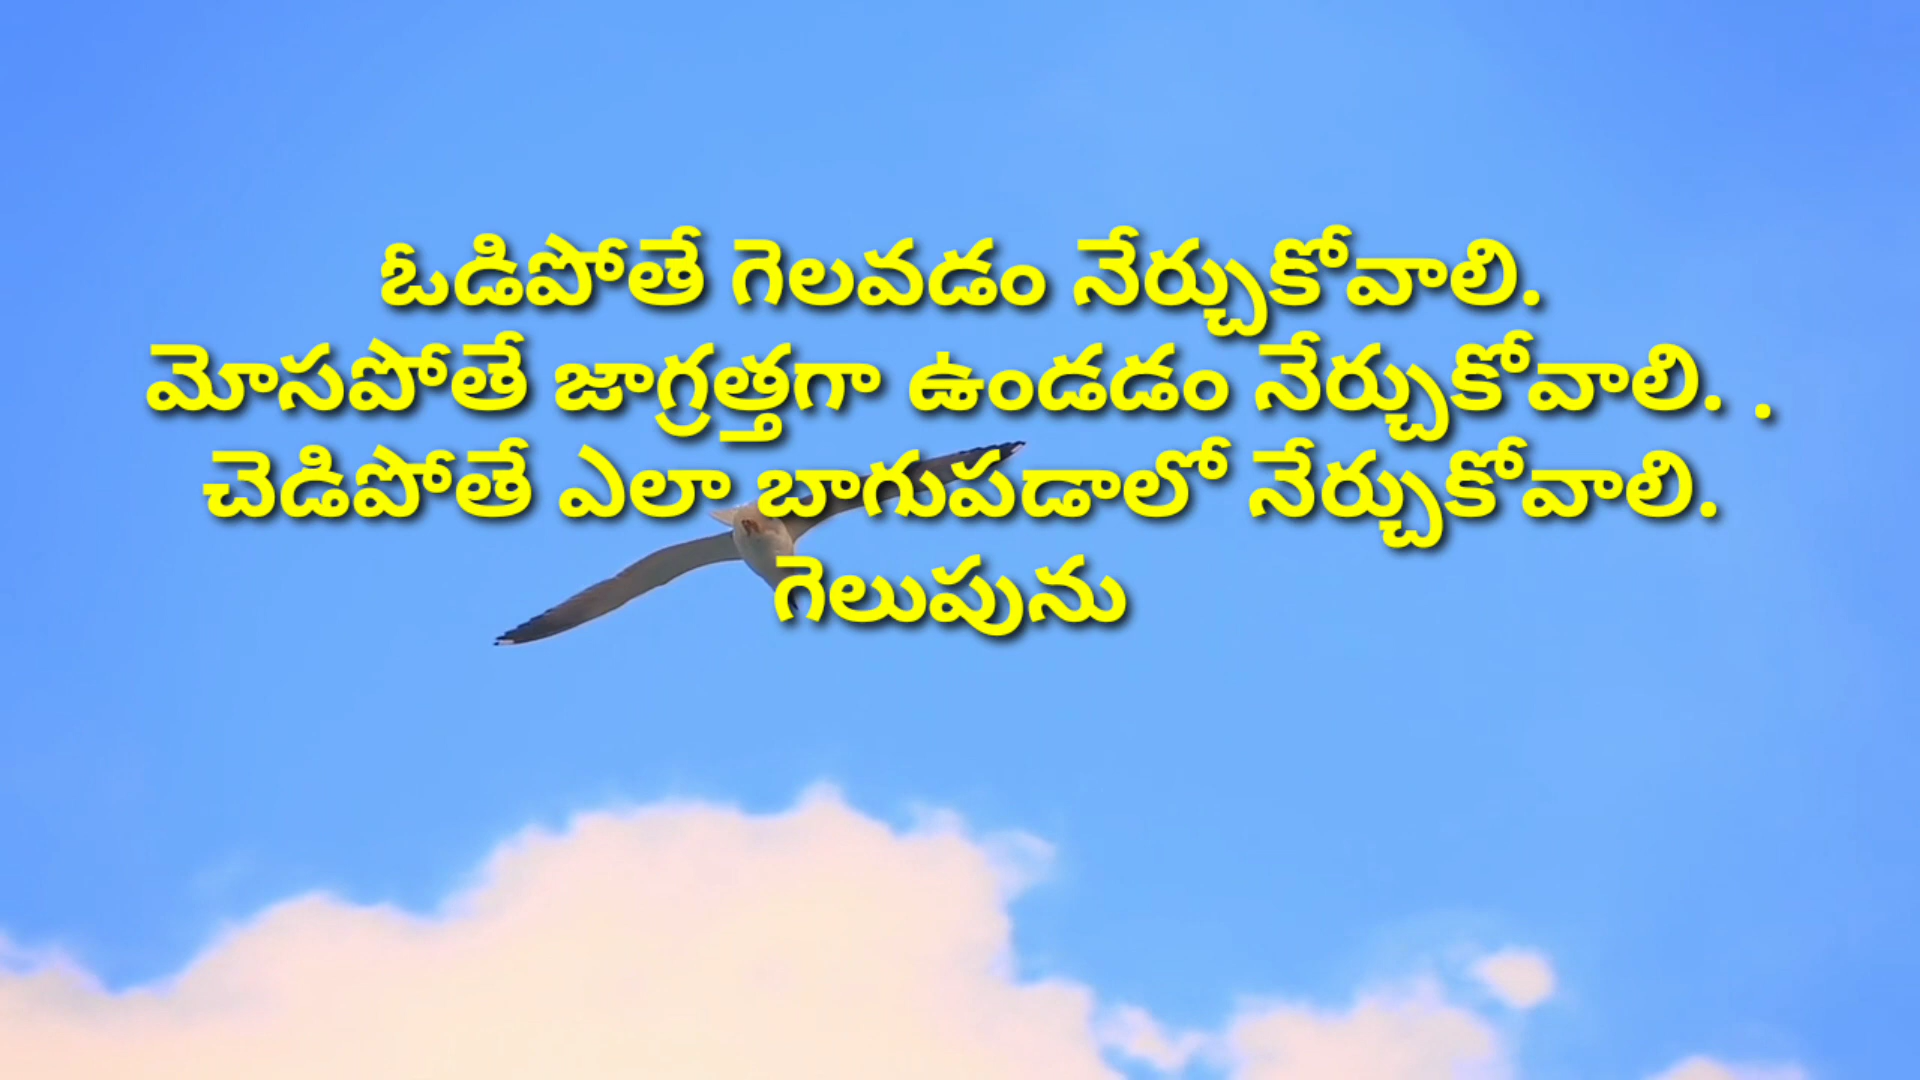 ఓడిపోతే గెలవడం నేర్చుకోవాలి.
మోసపోతే జాగ్రత్తగా ఉండడం నేర్చుకోవాలి. .
చెడిపోతే ఎలా బాగుపడాలో నేర్చుకోవాలి.
గెలుపును